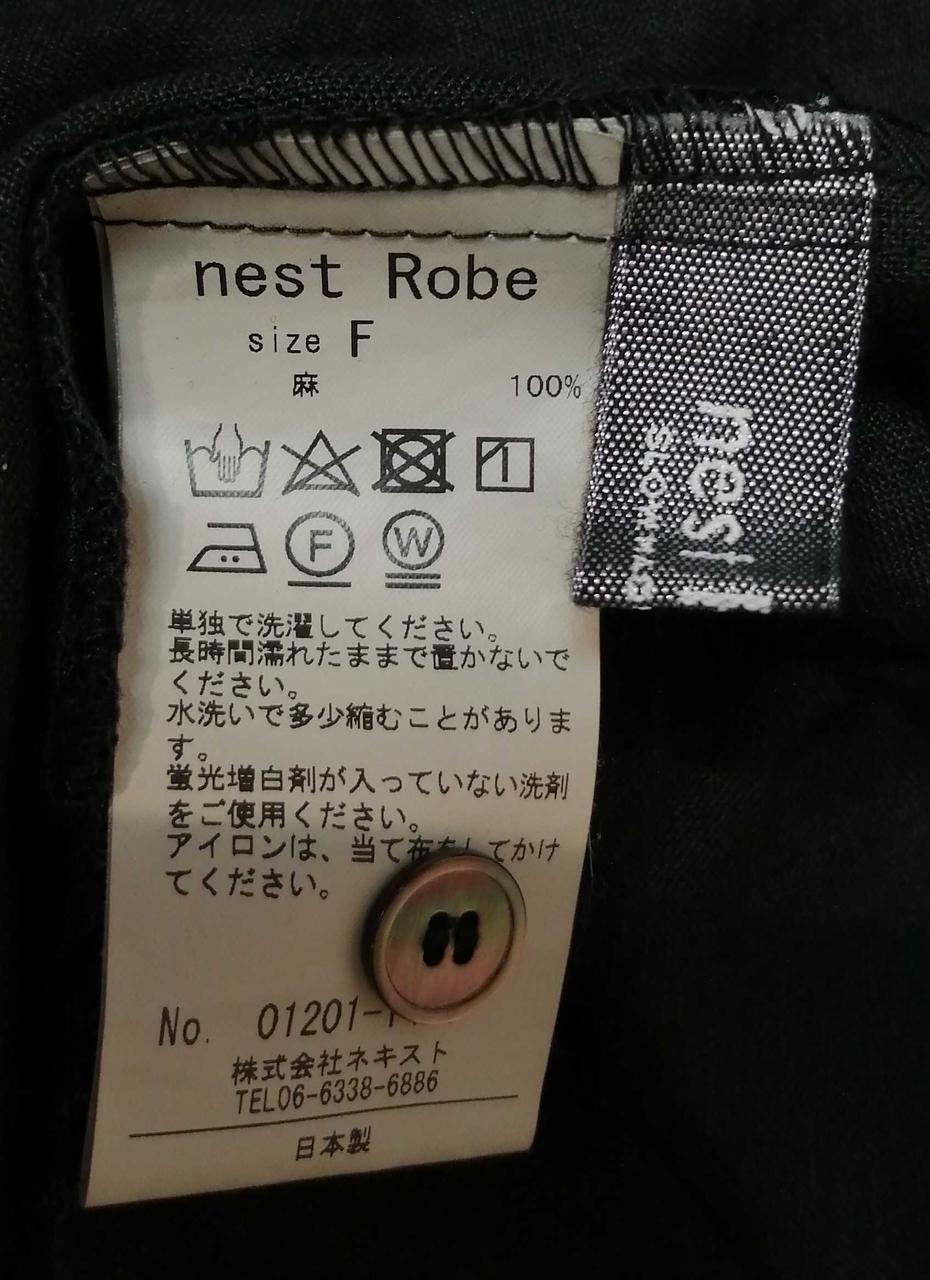 nest Robe
size F
麻 100%
F W
単独で洗濯してください。
長時間濡れたままで置かないで
ください。
水洗いで多少縮むことがありま
す。
蛍光増白剤が入っていない洗剤
をご使用ください。
アイロンは、当て布をしてかけ
てください。
No. 01201-
株式会社ネキスト
TEL06-6338-6886
日本製